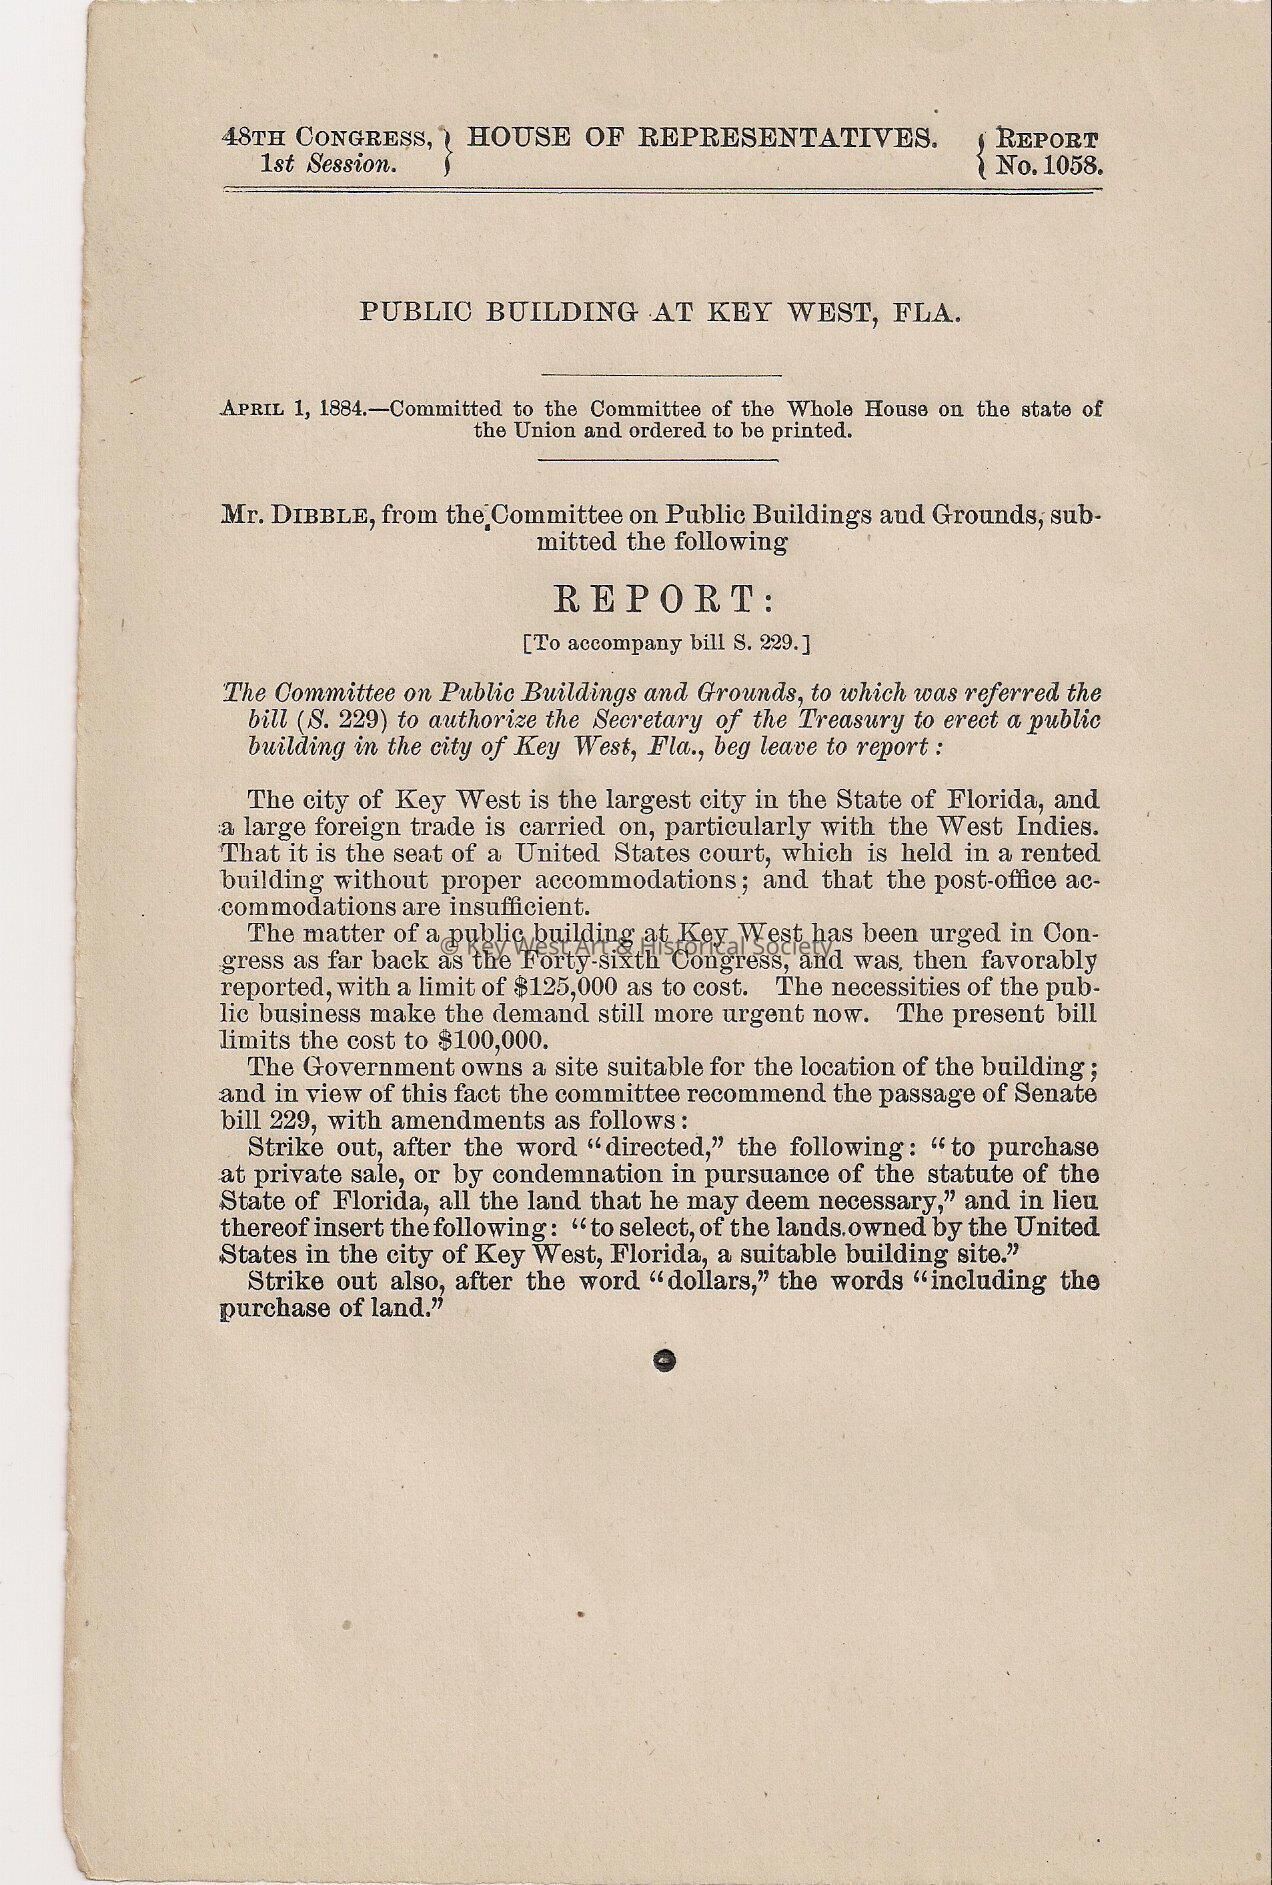 48TH CONGRESS, } HOUSE OF REPRESENTATIVES. { REPORT
1st Session. } { No. 1058.
PUBLIC BUILDING AT KEY WEST, FLA.
APRIL 1, 1884.—Committed to the Committee of the Whole House on the state of
the Union and ordered to be printed.
Mr. DIBBLE, from the Committee on Public Buildings and Grounds, sub-
mitted the following
REPORT:
[To accompany bill S. 229.]
The Committee on Public Buildings and Grounds, to which was referred the
bill (S. 229) to authorize the Secretary of the Treasury to erect a public
building in the city of Key West, Fla., beg leave to report:
The city of Key West is the largest city in the State of Florida, and
a large foreign trade is carried on, particularly with the West Indies.
That it is the seat of a United States court, which is held in a rented
building without proper accommodations; and that the post-office ac-
commodations are insufficient.
The matter of a public building at Key West has been urged in Con-
© Key West Art & Historical Society
gress as far back as the Forty-sixth Congress, and was then favorably
reported, with a limit of $125,000 as to cost. The necessities of the pub-
lic business make the demand still more urgent now. The present bill
limits the cost to $100,000.
The Government owns a site suitable for the location of the building;
and in view of this fact the committee recommend the passage of Senate
bill 229, with amendments as follows:
Strike out, after the word "directed," the following: "to purchase
at private sale, or by condemnation in pursuance of the statute of the
State of Florida, all the land that he may deem necessary," and in lieu
thereof insert the following: "to select, of the lands owned by the United
States in the city of Key West, Florida, a suitable building site."
Strike out also, after the word "dollars," the words "including the
purchase of land."